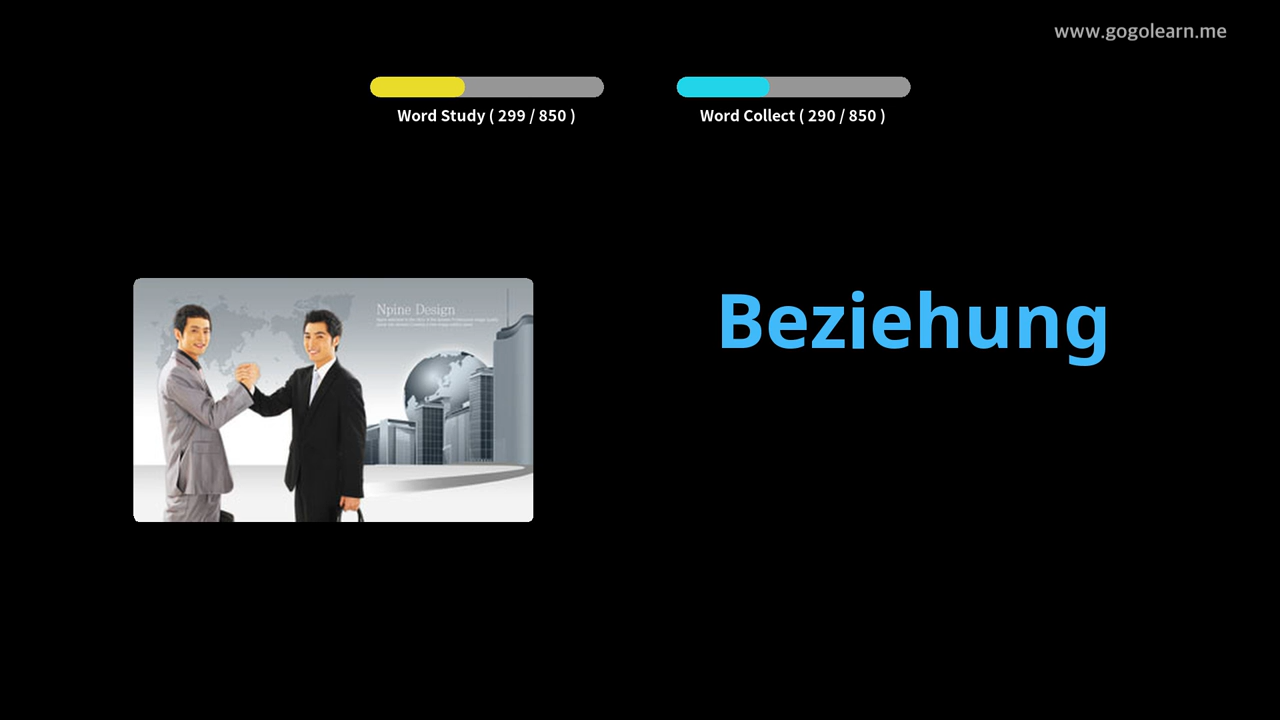 www.gogolearn.me
Word Study ( 299 / 850 )
Word Collect ( 290 / 850 )
Npine Design
Beziehung